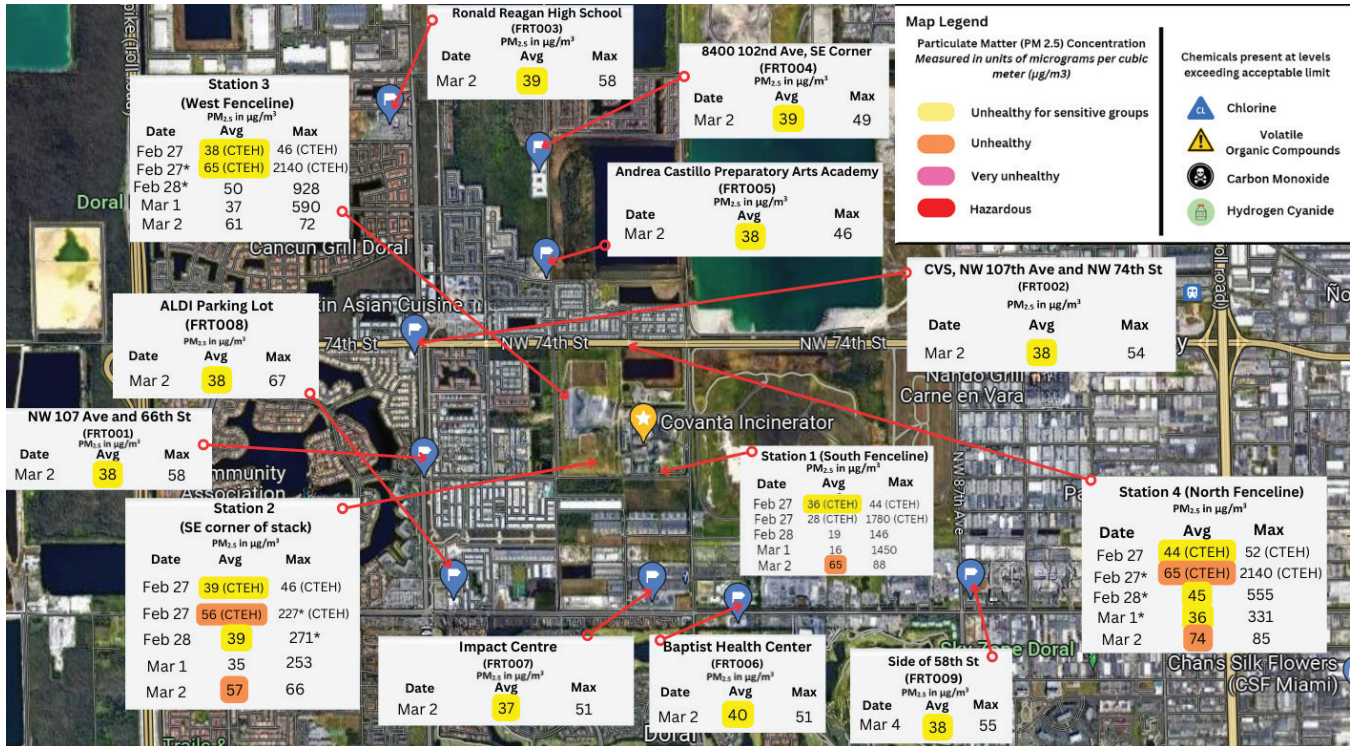 Ronald Reagan High School
(FRT003)
PM2.5 in µg/m³
Date Avg Max
Mar 2 39 58
8400 102nd Ave, SE Corner
(FRT004)
PM2.5 in µg/m³
Date Avg Max
Mar 2 39 49
Map Legend
Particulate Matter (PM 2.5) Concentration
Measured in units of micrograms per cubic
meter (µg/m3)
Unhealthy for sensitive groups
Unhealthy
Very unhealthy
Hazardous
Chemicals present at levels
exceeding acceptable limit
CL Chlorine
Volatile
Organic Compounds
Carbon Monoxide
Hydrogen Cyanide
Station 3
(West Fenceline)
PM2.5 in µg/m³
Date Avg Max
Feb 27 38 (CTEH) 46 (CTEH)
Feb 27* 65 (CTEH) 2140 (CTEH)
Feb 28* 50 928
Mar 1 37 590
Mar 2 61 72
Andrea Castillo Preparatory Arts Academy
(FRT005)
PM2.5 in µg/m³
Date Avg Max
Mar 2 38 46
Doral
Cancun Grill Doral
CVS, NW 107th Ave and NW 74th St
(FRT002)
PM2.5 in µg/m³
Date Avg Max
Mar 2 38 54
ALDI Parking Lot
(FRT008)
PM2.5 in µg/m³
Date Avg Max
Mar 2 38 67
kin Asian Cuisine
74th St
NW 74th St
NW 74th St
Nando Grill
Carne en Vara
NW 107 Ave and 66th St
(FRT001)
PM2.5 in µg/m³
Date Avg Max
Mar 2 38 58
Covanta Incinerator
mmunity
Association
NW 87th Ave
Station 1 (South Fenceline)
PM2.5 in µg/m³
Date Avg Max
Feb 27 36 (CTEH) 44 (CTEH)
Feb 27 28 (CTEH) 1780 (CTEH)
Feb 28 19 146
Mar 1 16 1450
Mar 2 65 88
Station 2
(SE corner of stack)
PM2.5 in µg/m³
Date Avg Max
Feb 27 39 (CTEH) 46 (CTEH)
Feb 27 56 (CTEH) 227* (CTEH)
Feb 28 39 271*
Mar 1 35 253
Mar 2 57 66
Station 4 (North Fenceline)
PM2.5 in µg/m³
Date Avg Max
Feb 27 44 (CTEH) 52 (CTEH)
Feb 27* 65 (CTEH) 2140 (CTEH)
Feb 28* 45 555
Mar 1* 36 331
Mar 2 74 85
Impact Centre
(FRT007)
PM2.5 in µg/m³
Date Avg Max
Mar 2 37 51
Baptist Health Center
(FRT006)
PM2.5 in µg/m³
Date Avg Max
Mar 2 40 51
Side of 58th St
(FRT009)
PM2.5 in µg/m³
Date Avg Max
Mar 4 38 55
Sky Zone Doral
Chan's Silk Flowers
(CSF Miami)
Doral
Trails &